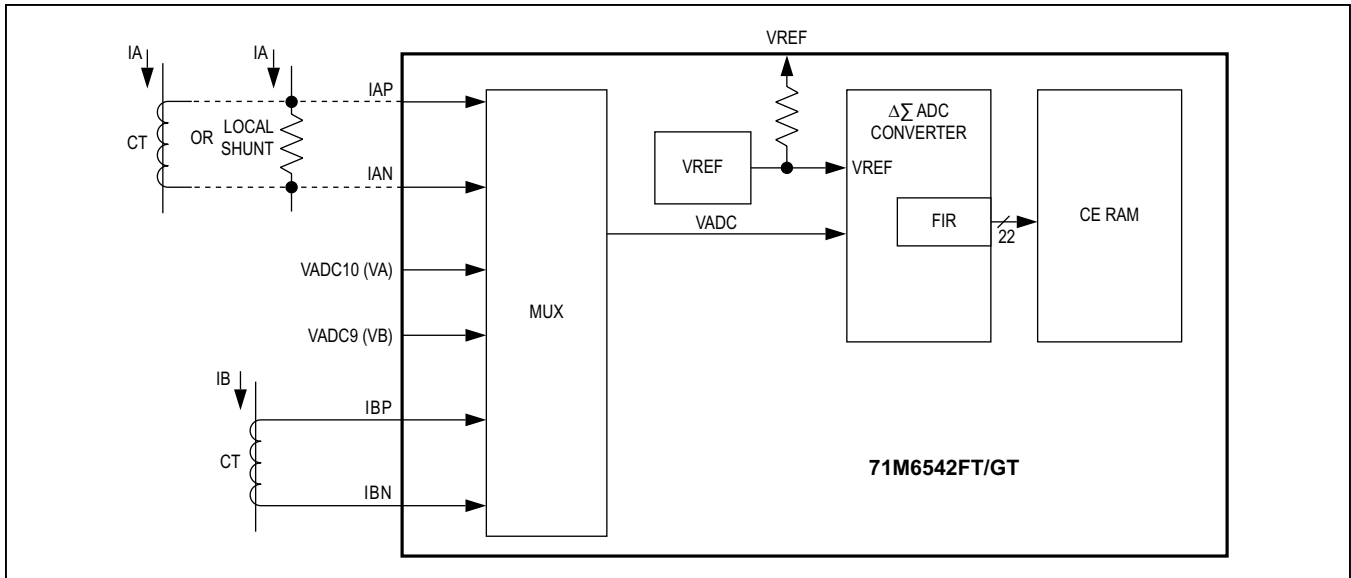 VREF
IA
IA
IAP
CT
OR
LOCAL
SHUNT
IAN
VREF
VREF
ΔΣ ADC
CONVERTER
FIR
22
CE RAM
VADC
VADC10 (VA)
MUX
VADC9 (VB)
IB
IBP
CT
IBN
71M6542FT/GT